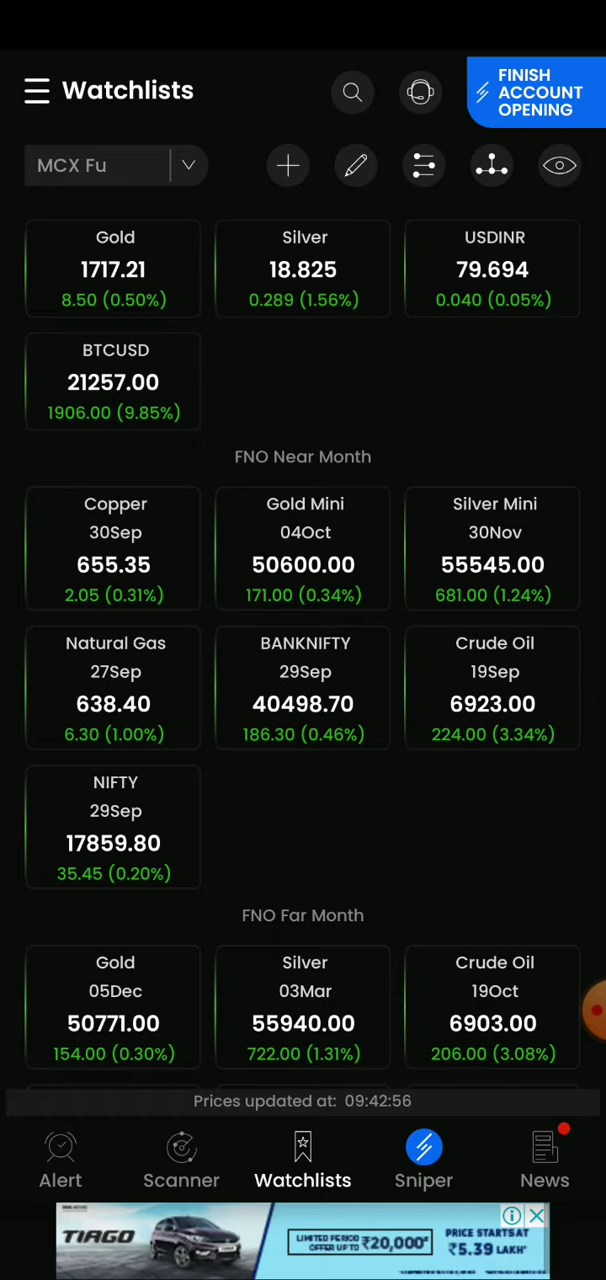 Watchlists
FINISH
ACCOUNT
OPENING
MCX Fu
Gold
1717.21
8.50 (0.50%)
Silver
18.825
0.289 (1.56%)
USDINR
79.694
0.040 (0.05%)
BTCUSD
21257.00
1906.00 (9.85%)
FNO Near Month
Copper
30Sep
655.35
2.05 (0.31%)
Gold Mini
04Oct
50600.00
171.00 (0.34%)
Silver Mini
30Nov
55545.00
681.00 (1.24%)
Natural Gas
27Sep
638.40
6.30 (1.00%)
BANKNIFTY
29Sep
40498.70
186.30 (0.46%)
Crude Oil
19Sep
6923.00
224.00 (3.34%)
NIFTY
29Sep
17859.80
35.45 (0.20%)
FNO Far Month
Gold
05Dec
50771.00
154.00 (0.30%)
Silver
03Mar
55940.00
722.00 (1.31%)
Crude Oil
19Oct
6903.00
206.00 (3.08%)
Prices updated at: 09:42:56
Alert
Scanner
Watchlists
Sniper
News
TIAGO
LIMITED PERIOD
OFFER UP TO ₹20,000*
PRICE STARTS AT
₹5.39 LAKH*